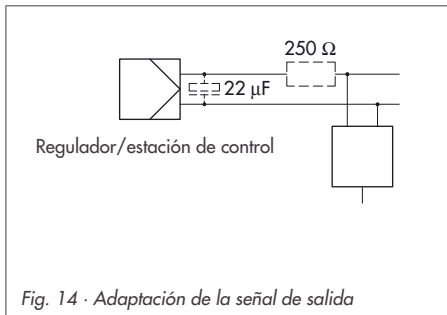 250 Ω
22 µF
Regulador/estación de control
Fig. 14 · Adaptación de la señal de salida